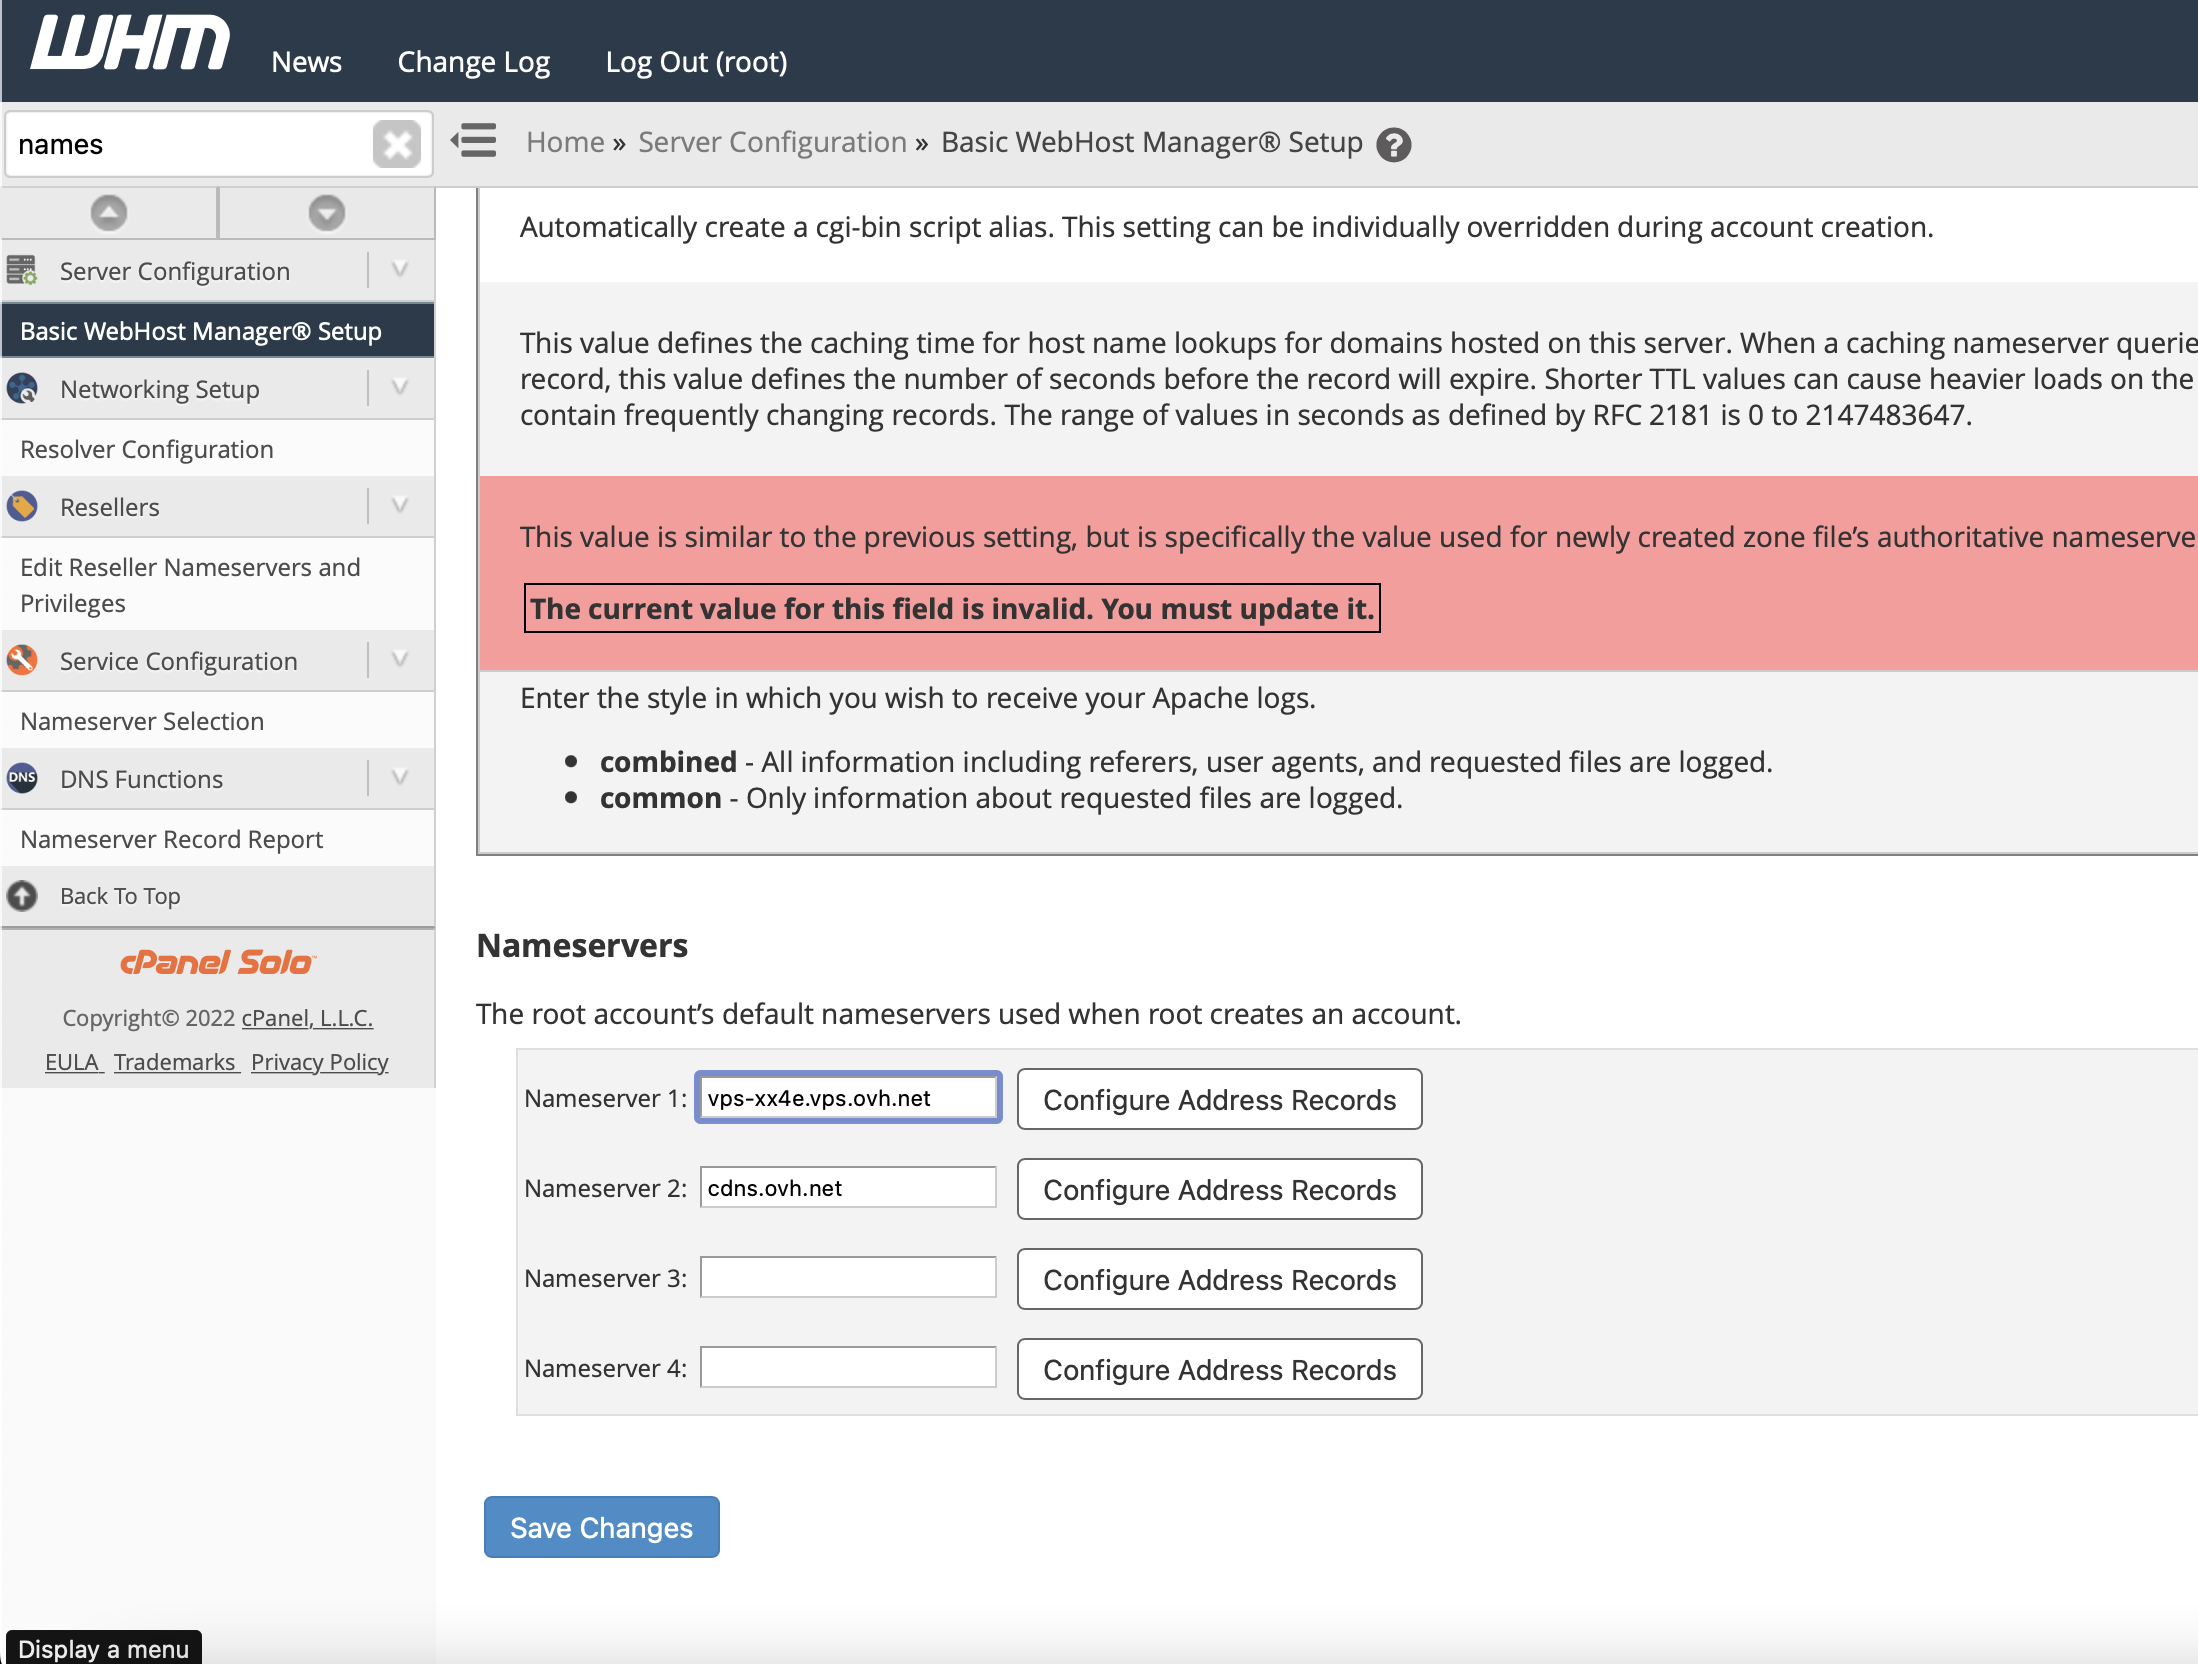 WHM
News
Change Log
Log Out (root)
names
Home » Server Configuration » Basic WebHost Manager® Setup ?
Server Configuration
Basic WebHost Manager® Setup
Networking Setup
Resolver Configuration
Resellers
Edit Reseller Nameservers and
Privileges
Service Configuration
Nameserver Selection
DNS
DNS Functions
Nameserver Record Report
Back To Top
cPanel Solo™
Copyright© 2022 cPanel, L.L.C.
EULA Trademarks Privacy Policy
Automatically create a cgi-bin script alias. This setting can be individually overridden during account creation.
This value defines the caching time for host name lookups for domains hosted on this server. When a caching nameserver querie
record, this value defines the number of seconds before the record will expire. Shorter TTL values can cause heavier loads on the
contain frequently changing records. The range of values in seconds as defined by RFC 2181 is 0 to 2147483647.
This value is similar to the previous setting, but is specifically the value used for newly created zone file’s authoritative nameserve
The current value for this field is invalid. You must update it.
Enter the style in which you wish to receive your Apache logs.
• combined - All information including referers, user agents, and requested files are logged.
• common - Only information about requested files are logged.
Nameservers
The root account’s default nameservers used when root creates an account.
Nameserver 1: vps-xx4e.vps.ovh.net Configure Address Records
Nameserver 2: cdns.ovh.net Configure Address Records
Nameserver 3: Configure Address Records
Nameserver 4: Configure Address Records
Save Changes
Display a menu